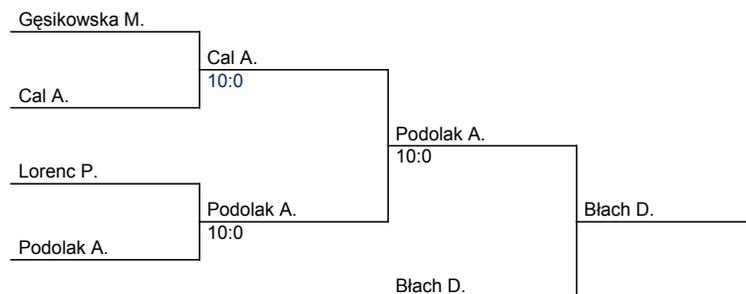 Gęsikowska M.
Cal A.
10:0
Cal A.
Podolak A.
10:0
Lorenc P.
Podolak A.
10:0
Błach D.
Podolak A.
Błach D.